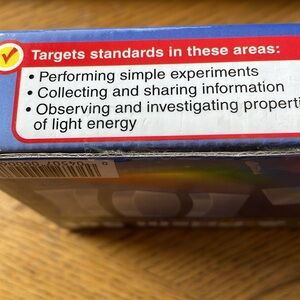 Targets standards in these areas:
• Performing simple experiments
• Collecting and sharing information
• Observing and investigating properti
of light energy